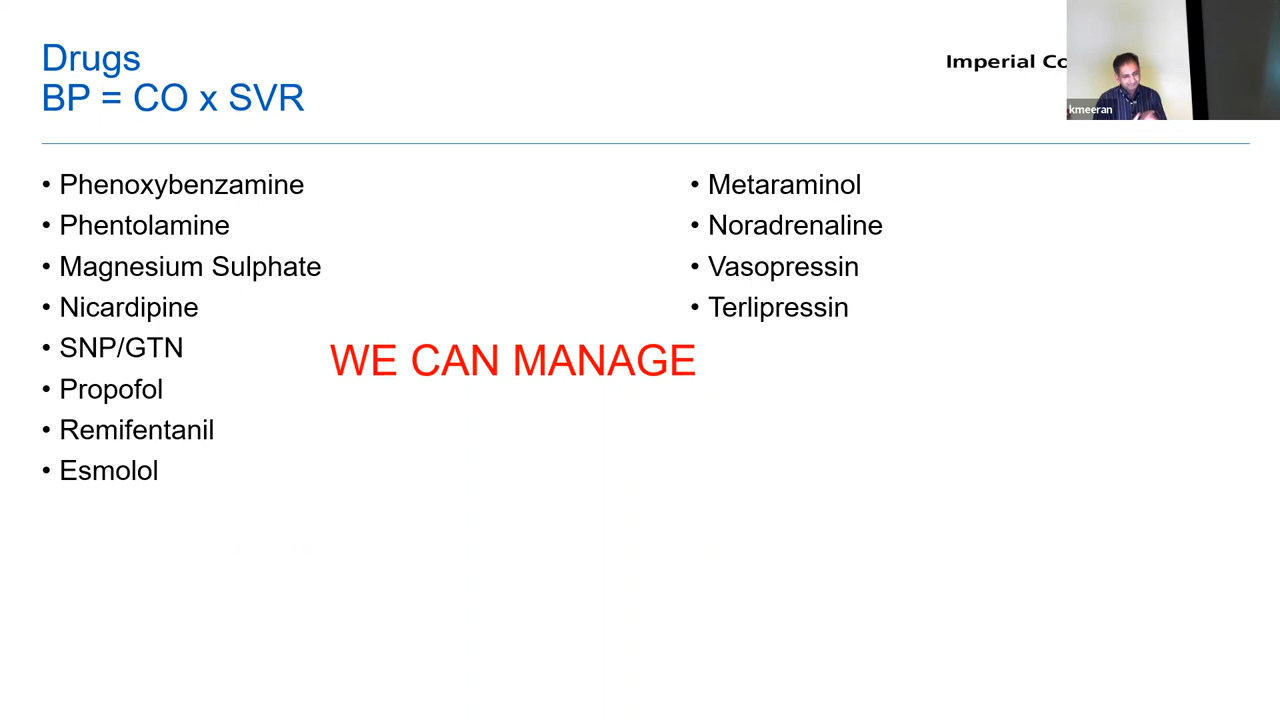 Drugs
BP = CO x SVR
Imperial Co
kmeeran
• Phenoxybenzamine
• Phentolamine
• Magnesium Sulphate
• Nicardipine
• SNP/GTN
• Propofol
• Remifentanil
• Esmolol
• Metaraminol
• Noradrenaline
• Vasopressin
• Terlipressin
WE CAN MANAGE